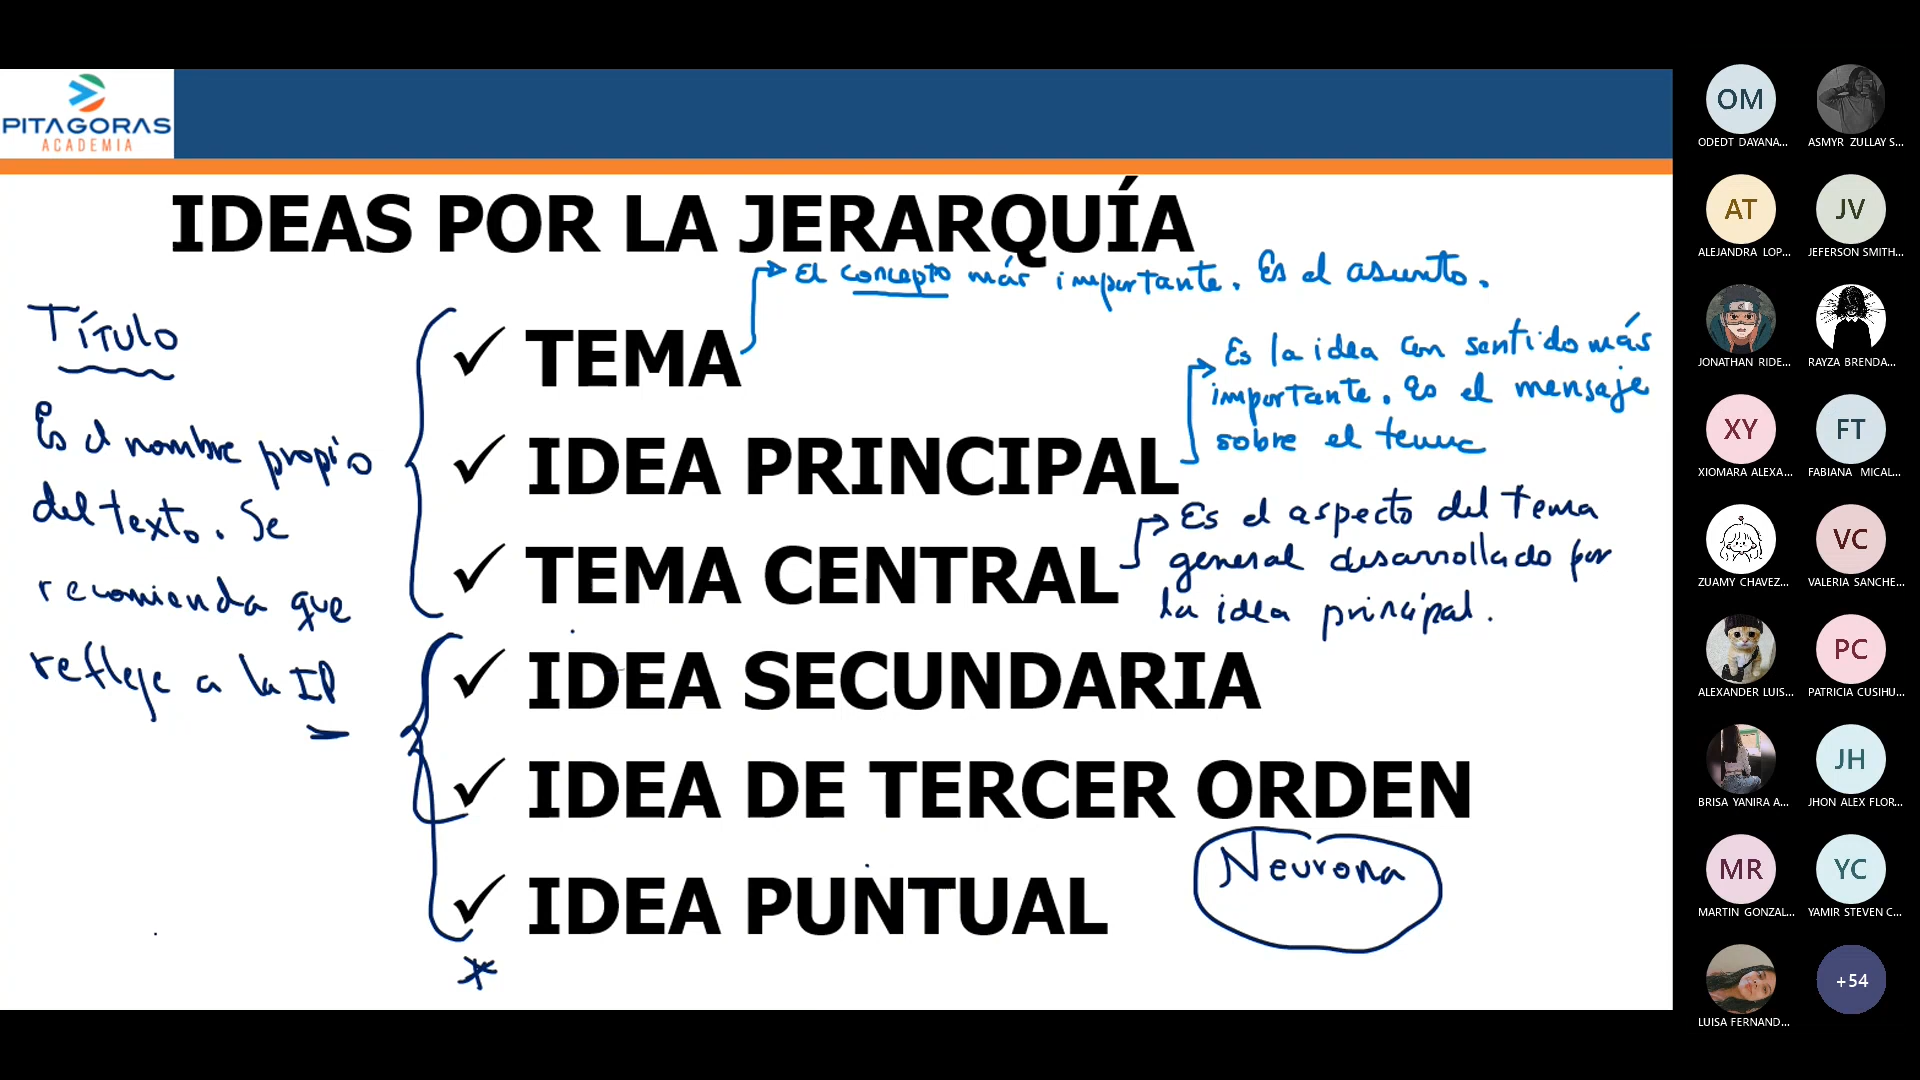 PITAGORAS
ACADEMIA
IDEAS POR LA JERARQUÍA
El concepto más importante. Es el asunto.
Título
Es el nombre propio
del texto. Se
recomienda que
refleje a la IP
TEMA
Es la idea con sentido más
importante. Es el mensaje
sobre el tema
IDEA PRINCIPAL
Es el aspecto del Tema
general desarrollado por
la idea principal.
TEMA CENTRAL
IDEA SECUNDARIA
IDEA DE TERCER ORDEN
Neurona
IDEA PUNTUAL
OM
ODEDT DAYANA...
ASMYR ZULLAY S...
AT
JV
ALEJANDRA LOP...
JEFERSON SMITH...
JONATHAN RIDE...
RAYZA BRENDA...
XY
FT
XIOMARA ALEXA...
FABIANA MICAL...
VC
ZUAMY CHAVEZ...
VALERIA SANCHE...
PC
ALEXANDER LUIS...
PATRICIA CUSIHU...
JH
BRISA YANIRA A...
JHON ALEX FLOR...
MR
YC
MARTIN GONZAL...
YAMIR STEVEN C...
+54
LUISA FERNAND...